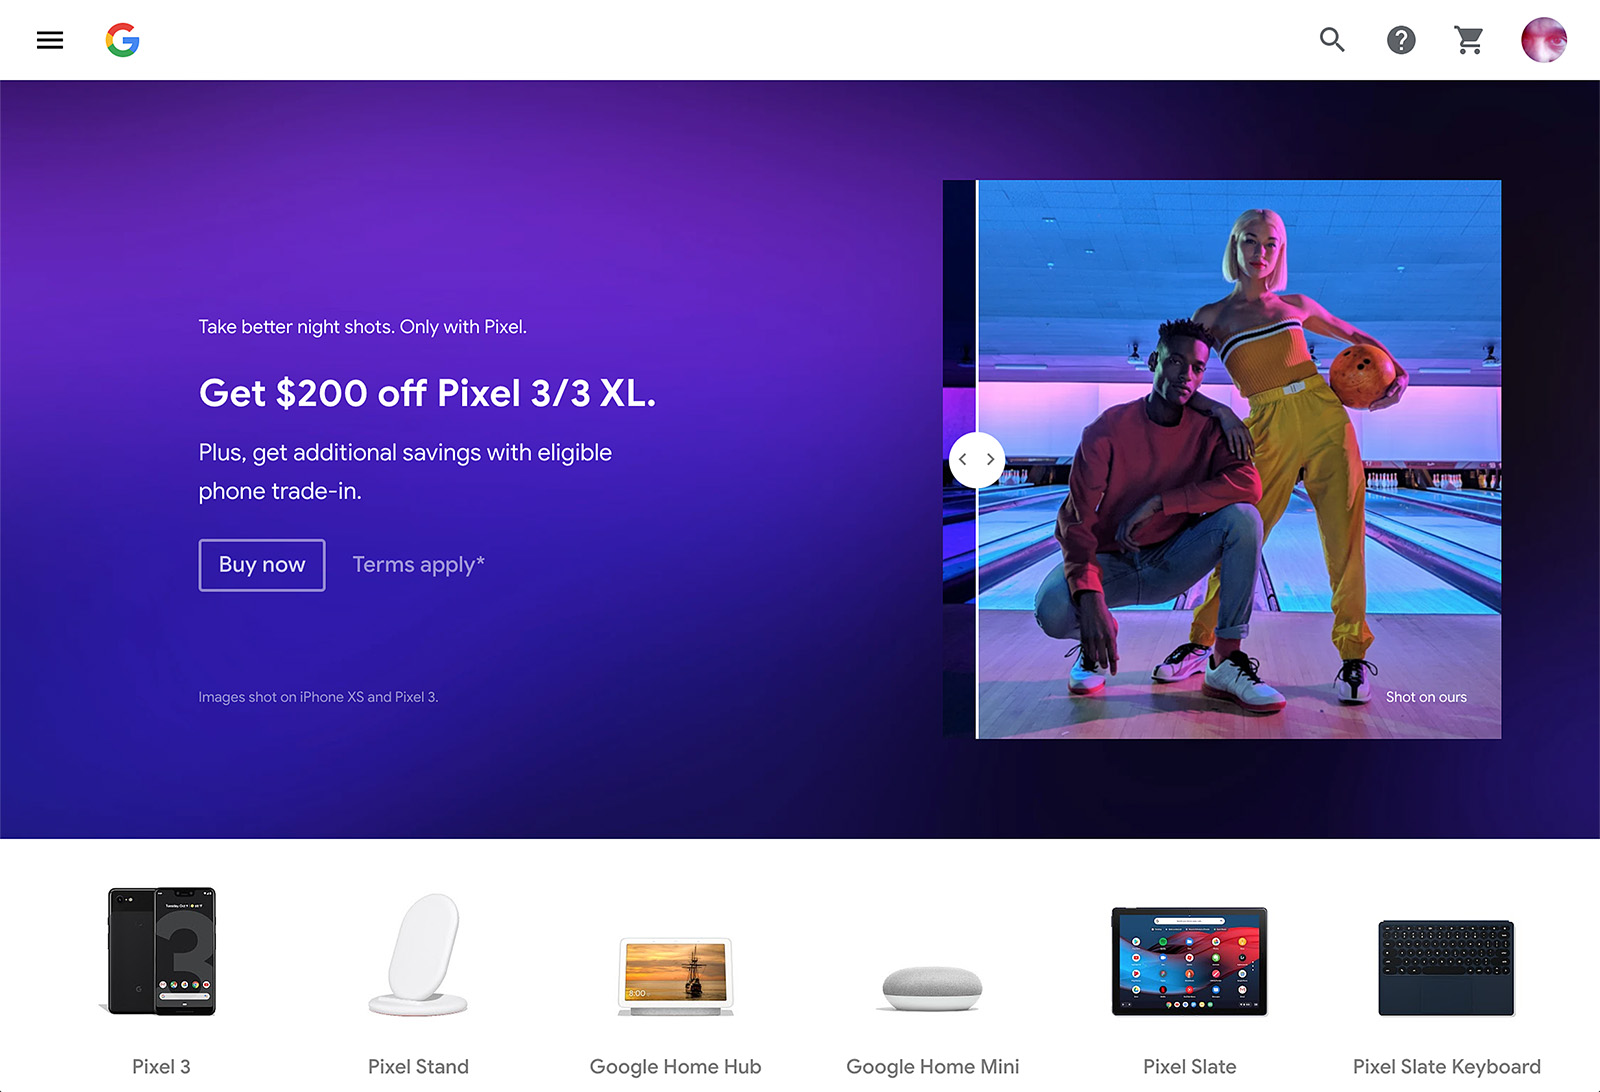 Take better night shots. Only with Pixel.
Get $200 off Pixel 3/3 XL.
Plus, get additional savings with eligible
phone trade-in.
Buy now
Terms apply*
Images shot on iPhone XS and Pixel 3.
Shot on ours
8:00
Pixel 3
Pixel Stand
Google Home Hub
Google Home Mini
Pixel Slate
Pixel Slate Keyboard